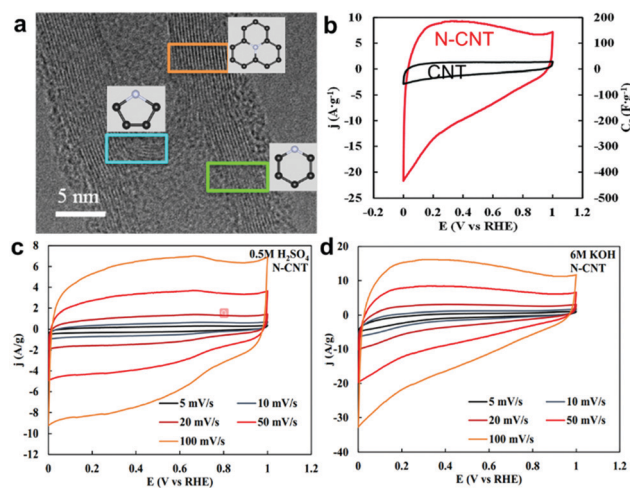 a
5 nm
b
N-CNT
CNT
j (A·g⁻¹)
10
5
0
-5
-10
-15
-20
-25
200
100
0
-100
-200
-300
-400
-500
-0.2 0 0.2 0.4 0.6 0.8 1 1.2
E (V vs RHE)
c
0.5M H₂SO₄
N-CNT
j (A/g)
8
6
4
2
0
-2
-4
-6
-8
-10
-12
5 mV/s 10 mV/s
20 mV/s 50 mV/s
100 mV/s
0 0.2 0.4 0.6 0.8 1 1.2
E (V vs RHE)
d
6M KOH
N-CNT
j (A/g)
20
10
0
-10
-20
-30
-40
5 mV/s 10 mV/s
20 mV/s 50 mV/s
100 mV/s
0 0.2 0.4 0.6 0.8 1 1.2
E (V vs RHE)